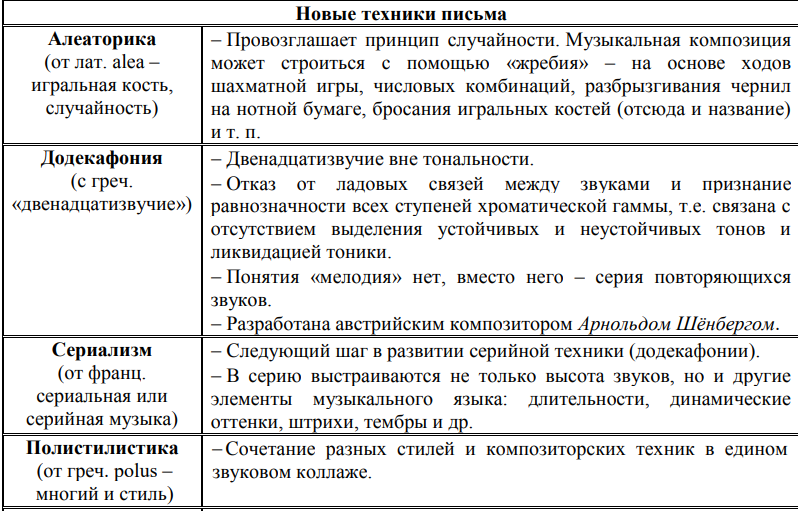 Новые техники письма
Алеаторика
(от лат. alea –
игральная кость,
случайность)
– Провозглашает принцип случайности. Музыкальная композиция
может строиться с помощью «жребия» – на основе ходов
шахматной игры, числовых комбинаций, разбрызгивания чернил
на нотной бумаге, бросания игральных костей (отсюда и название)
и т. п.
Додекафония
(с греч.
«двенадцатизвучие»)
– Двенадцатизвучие вне тональности.
– Отказ от ладовых связей между звуками и признание
равнозначности всех ступеней хроматической гаммы, т.е. связана с
отсутствием выделения устойчивых и неустойчивых тонов и
ликвидацией тоники.
– Понятия «мелодия» нет, вместо него – серия повторяющихся
звуков.
– Разработана австрийским композитором Арнольдом Шёнбергом.
Сериализм
(от франц.
сериальная или
серийная музыка)
– Следующий шаг в развитии серийной техники (додекафонии).
– В серию выстраиваются не только высота звуков, но и другие
элементы музыкального языка: длительности, динамические
оттенки, штрихи, тембры и др.
Полистилистика
(от греч. polus –
многий и стиль)
– Сочетание разных стилей и композиторских техник в едином
звуковом коллаже.